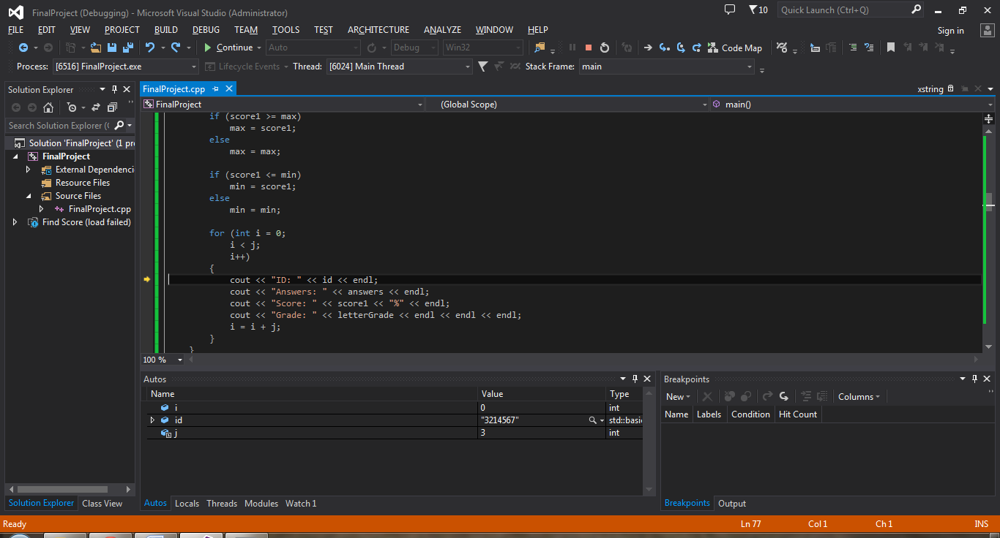 FinalProject (Debugging) - Microsoft Visual Studio (Administrator)
10
Quick Launch (Ctrl+Q)
FILE EDIT VIEW PROJECT BUILD DEBUG TEAM TOOLS TEST ARCHITECTURE ANALYZE WINDOW HELP
Sign in
Continue Auto Debug Win32 Code Map
Process: [6516] FinalProject.exe Lifecycle Events Thread: [6024] Main Thread Stack Frame: main
Solution Explorer
Search Solution Explorer (
Solution 'FinalProject' (1 pr
FinalProject
External Dependenci
Resource Files
Source Files
FinalProject.cpp
Find Score (load failed)
Solution Explorer Class View
FinalProject.cpp xstring
FinalProject (Global Scope) main()
if (score1 >= max)
max = score1;
else
max = max;
if (score1 <= min)
min = score1;
else
min = min;
for (int i = 0;
i < j;
i++)
{
cout << "ID: " << id << endl;
cout << "Answers: " << answers << endl;
cout << "Score: " << score1 << "%" << endl;
cout << "Grade: " << letterGrade << endl << endl << endl;
i = i + j;
}
}
100 %
Autos
Name Value Type
i 0 int
id "3214567" std::basi
j 3 int
Autos Locals Threads Modules Watch 1
Breakpoints
New Columns
Name Labels Condition Hit Count
Breakpoints Output
Ready Ln 77 Col 1 Ch 1 INS